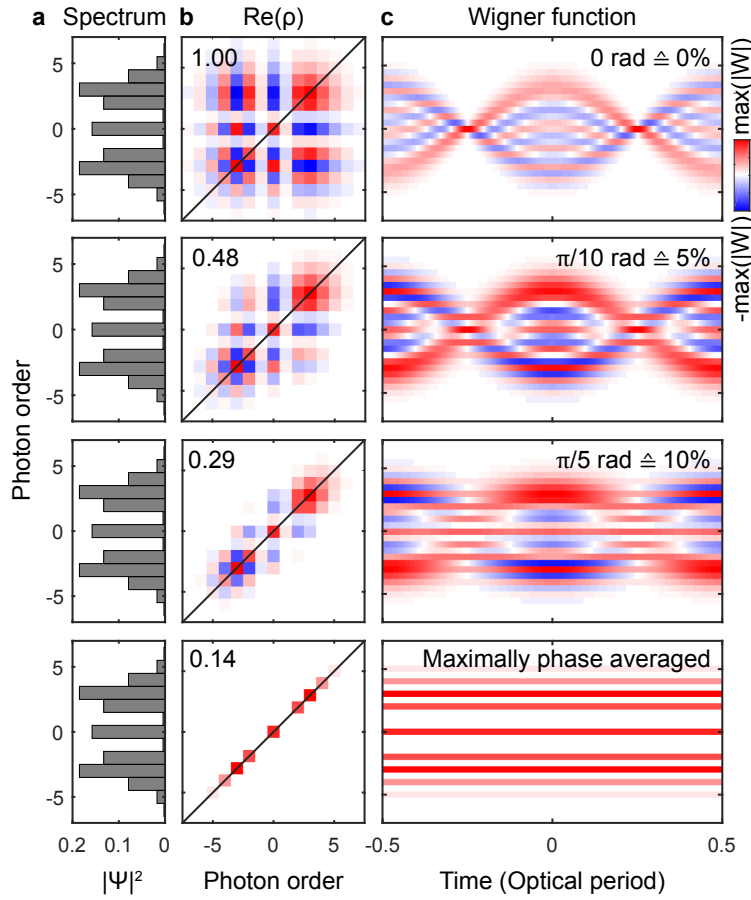 a Spectrum b Re(ρ) c Wigner function
5
0
-5
1.00
0 rad ≙ 0%
-max(|W|) max(|W|)
5
0
-5
0.48
π/10 rad ≙ 5%
5
0
-5
0.29
π/5 rad ≙ 10%
5
0
-5
0.14
Maximally phase averaged
Photon order
0.2 0.1 0
-5 0 5
-0.5 0 0.5
|Ψ|² Photon order Time (Optical period)